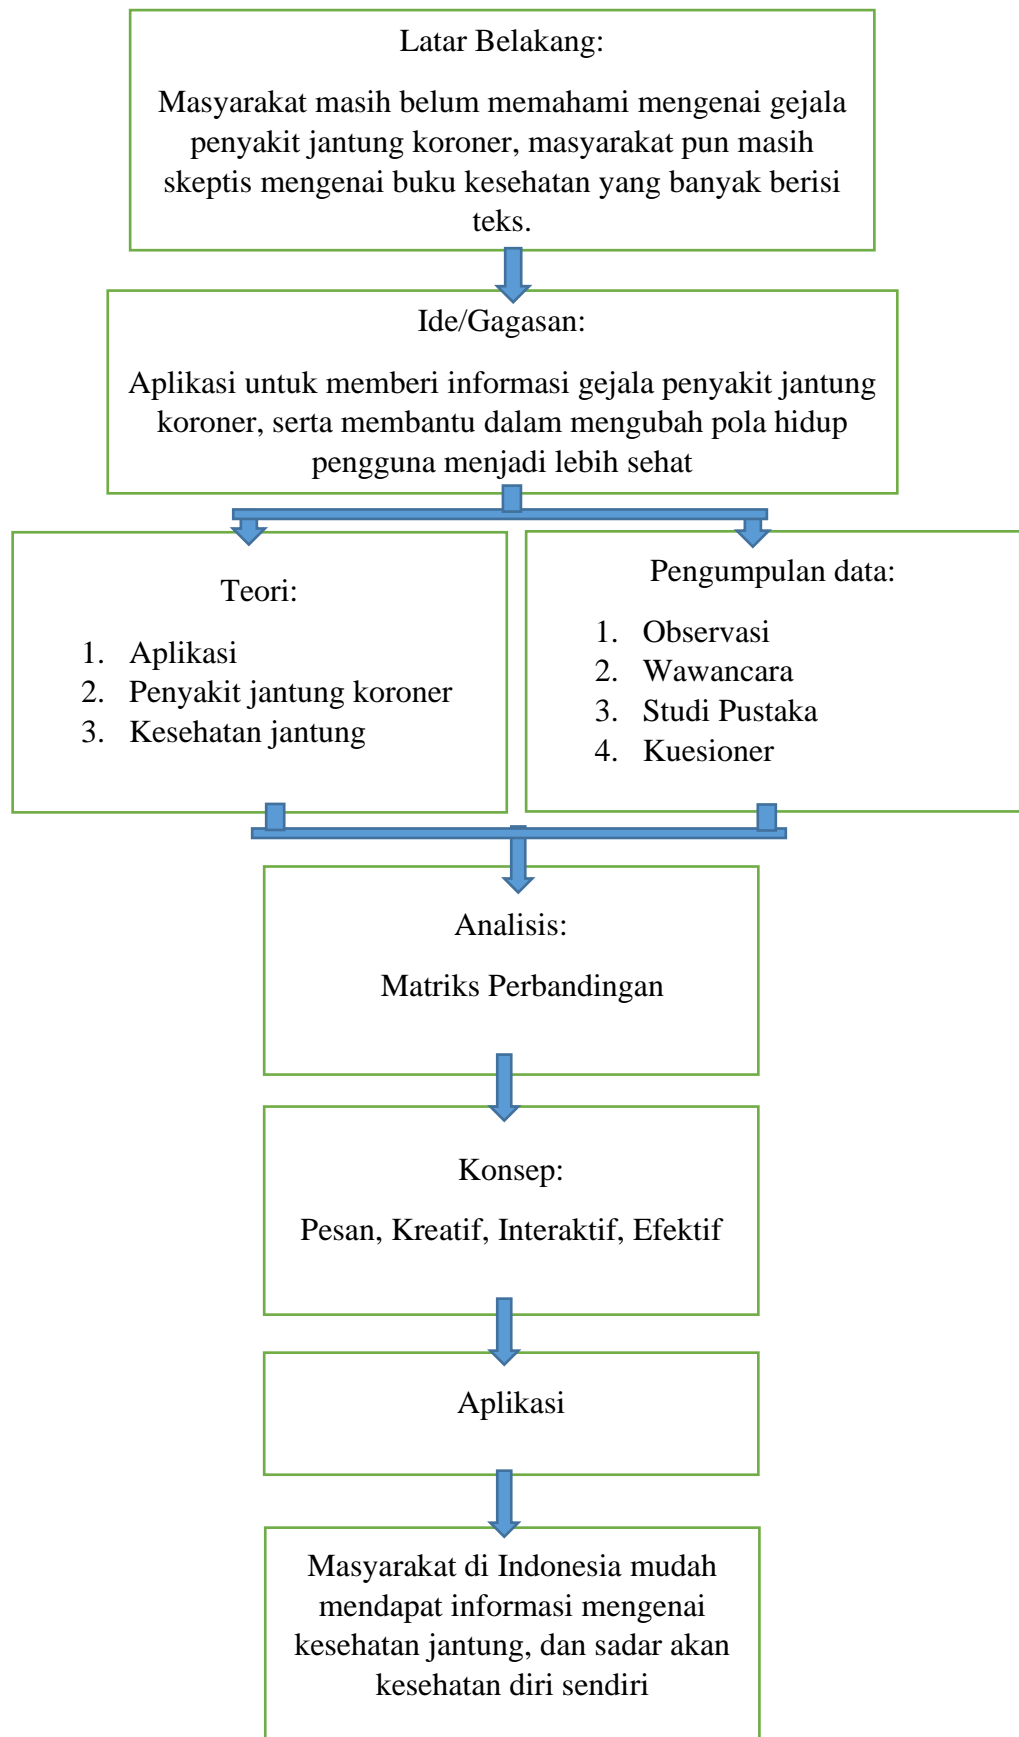 Latar Belakang:
Masyarakat masih belum memahami mengenai gejala
penyakit jantung koroner, masyarakat pun masih
skeptis mengenai buku kesehatan yang banyak berisi
teks.
Ide/Gagasan:
Aplikasi untuk memberi informasi gejala penyakit jantung
koroner, serta membantu dalam mengubah pola hidup
pengguna menjadi lebih sehat
Teori:
1. Aplikasi
2. Penyakit jantung koroner
3. Kesehatan jantung
Pengumpulan data:
1. Observasi
2. Wawancara
3. Studi Pustaka
4. Kuesioner
Analisis:
Matriks Perbandingan
Konsep:
Pesan, Kreatif, Interaktif, Efektif
Aplikasi
Masyarakat di Indonesia mudah
mendapat informasi mengenai
kesehatan jantung, dan sadar akan
kesehatan diri sendiri